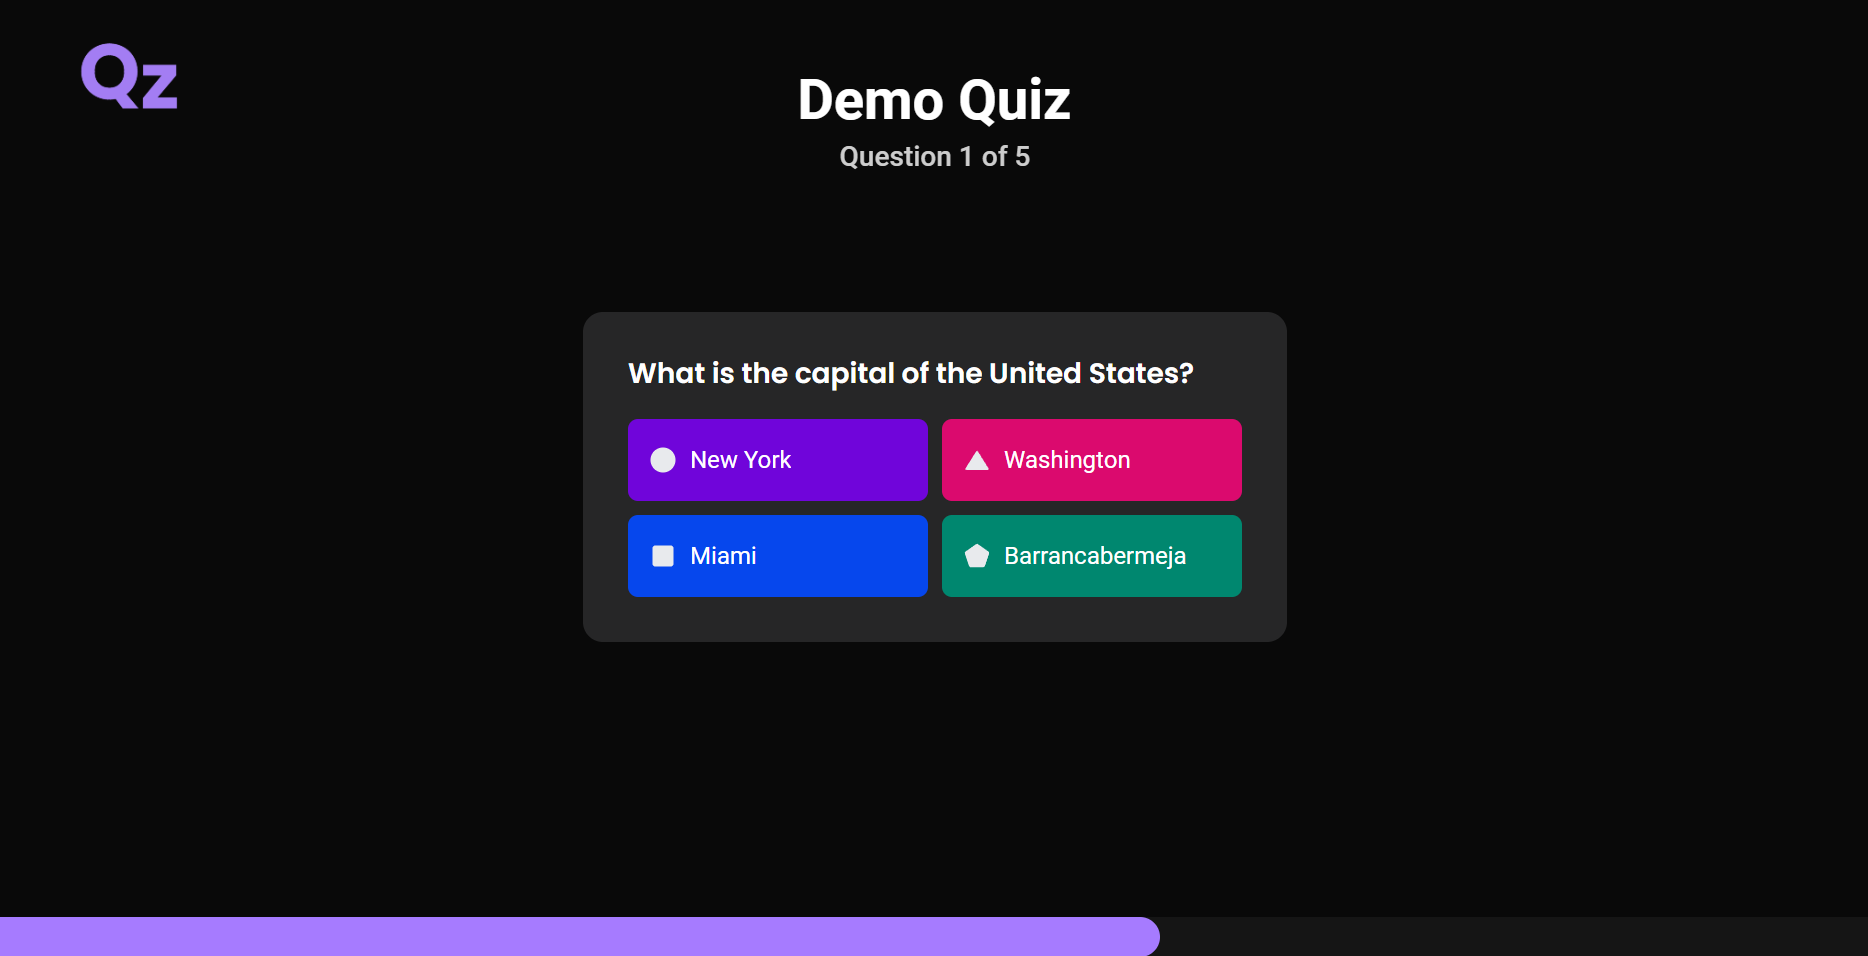 Qz
Demo Quiz
Question 1 of 5
What is the capital of the United States?
New York
Washington
Miami
Barrancabermeja